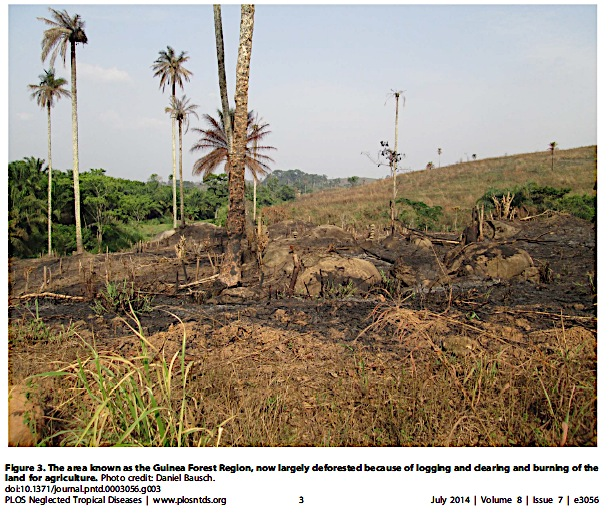 Figure 3. The area known as the Guinea Forest Region, now largely deforested because of logging and clearing and burning of the
land for agriculture. Photo credit: Daniel Bausch.
doi:10.1371/journal.pntd.0003056.g003
PLOS Neglected Tropical Diseases | www.plosntds.org 3 July 2014 | Volume 8 | Issue 7 | e3056